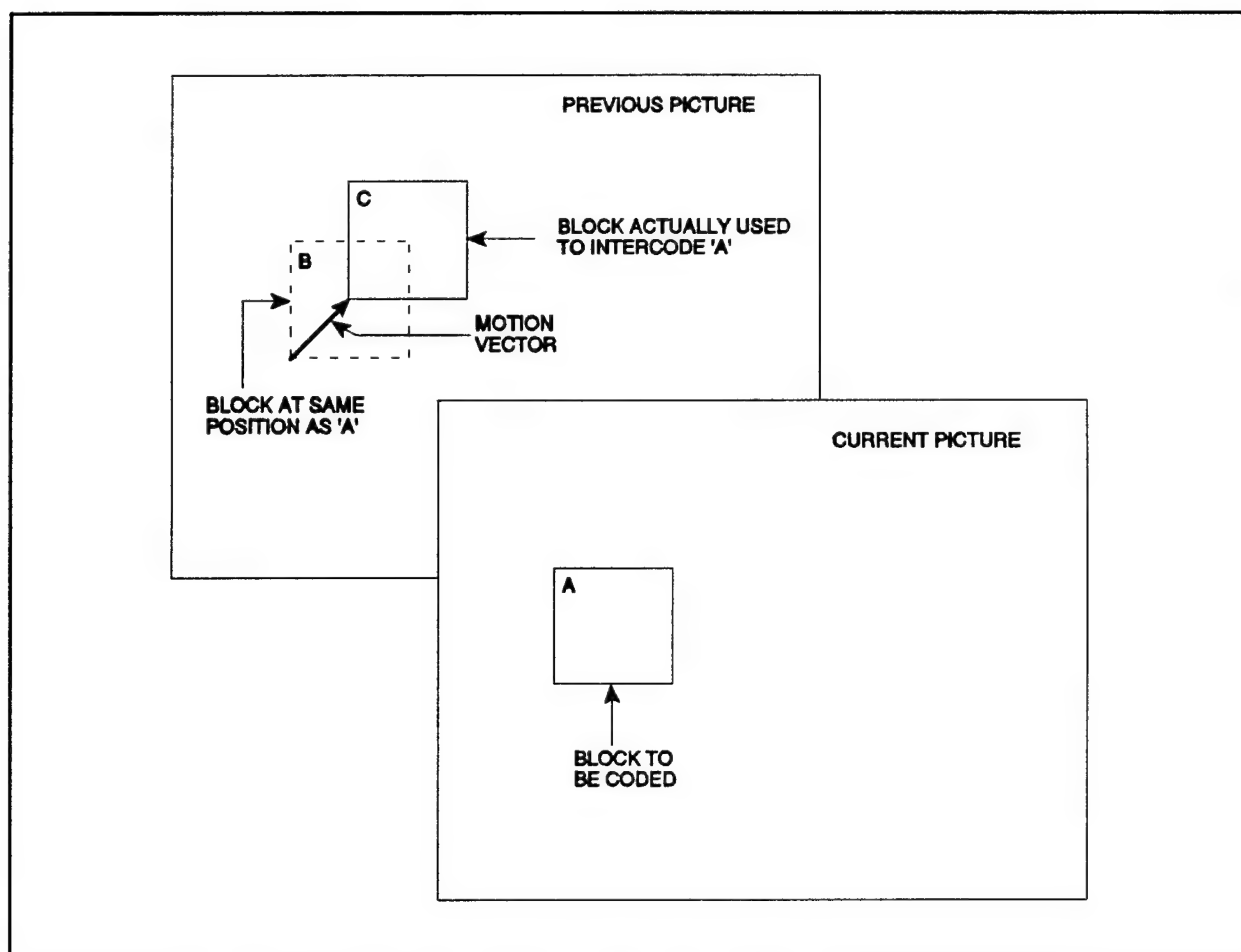 PREVIOUS PICTURE
C
BLOCK ACTUALLY USED
TO INTERCODE 'A'
B
MOTION
VECTOR
BLOCK AT SAME
POSITION AS 'A'
CURRENT PICTURE
A
BLOCK TO
BE CODED